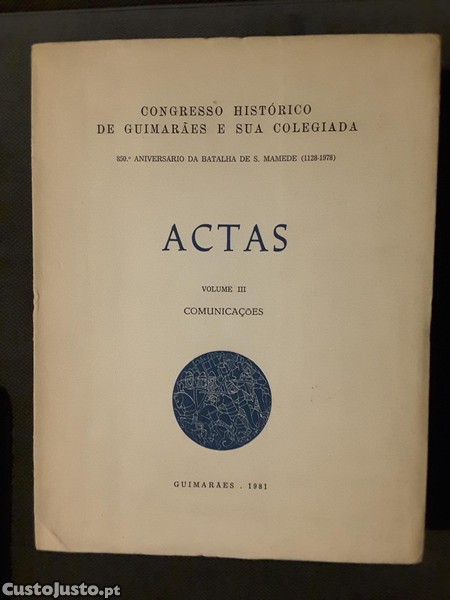 CONGRESSO HISTÓRICO
DE GUIMARÃES E SUA COLEGIADA
850.º ANIVERSÁRIO DA BATALHA DE S. MAMEDE (1128-1978)
ACTAS
VOLUME III
COMUNICAÇÕES
GUIMARÃES . 1981
CustoJusto.pt